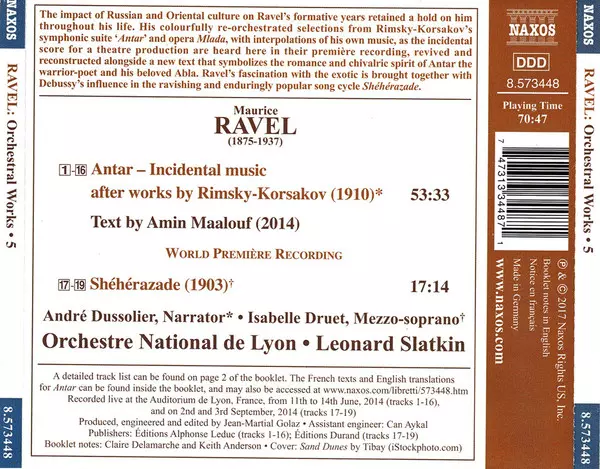 NAXOS
RAVEL: Orchestral Works • 5
8.573448
The impact of Russian and Oriental culture on Ravel's formative years retained a hold on him
throughout his life. His colourfully re-orchestrated selections from Rimsky-Korsakov's
symphonic suite 'Antar' and opera Mlada, with interpolations of his own music, as the incidental
score for a theatre production are heard here in their première recording, revived and
reconstructed alongside a new text that symbolizes the romance and chivalric spirit of Antar the
warrior-poet and his beloved Abla. Ravel's fascination with the exotic is brought together with
Debussy's influence in the ravishing and enduringly popular song cycle Shéhérazade.
Maurice
RAVEL
(1875-1937)
1-16 Antar – Incidental music
after works by Rimsky-Korsakov (1910)* 53:33
Text by Amin Maalouf (2014)
WORLD PREMIÈRE RECORDING
17-19 Shéhérazade (1903)† 17:14
André Dussolier, Narrator* • Isabelle Druet, Mezzo-soprano†
Orchestre National de Lyon • Leonard Slatkin
A detailed track list can be found on page 2 of the booklet. The French texts and English translations
for Antar can be found inside the booklet, and may also be accessed at www.naxos.com/libretti/573448.htm
Recorded live at the Auditorium de Lyon, France, from 11th to 14th June, 2014 (tracks 1-16),
and on 2nd and 3rd September, 2014 (tracks 17-19)
Produced, engineered and edited by Jean-Martial Golaz • Assistant engineer: Can Aykal
Publishers: Éditions Alphonse Leduc (tracks 1-16); Éditions Durand (tracks 17-19)
Booklet notes: Claire Delamarche and Keith Anderson • Cover: Sand Dunes by Tibay (iStockphoto.com)
NAXOS
DDD
8.573448
Playing Time
70:47
7 47313 34487 1
www.naxos.com
Made in Germany
Notice en français
Booklet notes in English
℗ & © 2017 Naxos Rights US, Inc.
NAXOS
RAVEL: Orchestral Works • 5
8.573448